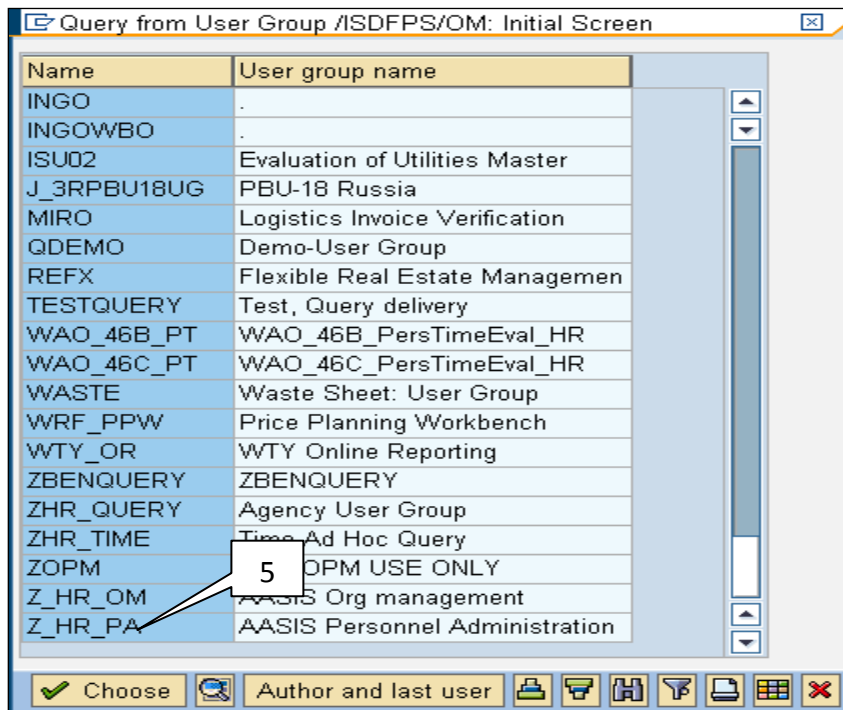 Query from User Group /ISDFPS/OM: Initial Screen
Name User group name
INGO .
INGOWBO .
ISU02 Evaluation of Utilities Master
J_3RPBU18UG PBU-18 Russia
MIRO Logistics Invoice Verification
QDEMO Demo-User Group
REFX Flexible Real Estate Managemen
TESTQUERY Test, Query delivery
WAO_46B_PT WAO_46B_PersTimeEval_HR
WAO_46C_PT WAO_46C_PersTimeEval_HR
WASTE Waste Sheet: User Group
WRF_PPW Price Planning Workbench
WTY_OR WTY Online Reporting
ZBENQUERY ZBENQUERY
ZHR_QUERY Agency User Group
ZHR_TIME Time Ad Hoc Query
ZOPM 5 OPM USE ONLY
Z_HR_OM AASIS Org management
Z_HR_PA AASIS Personnel Administration
Choose Author and last user